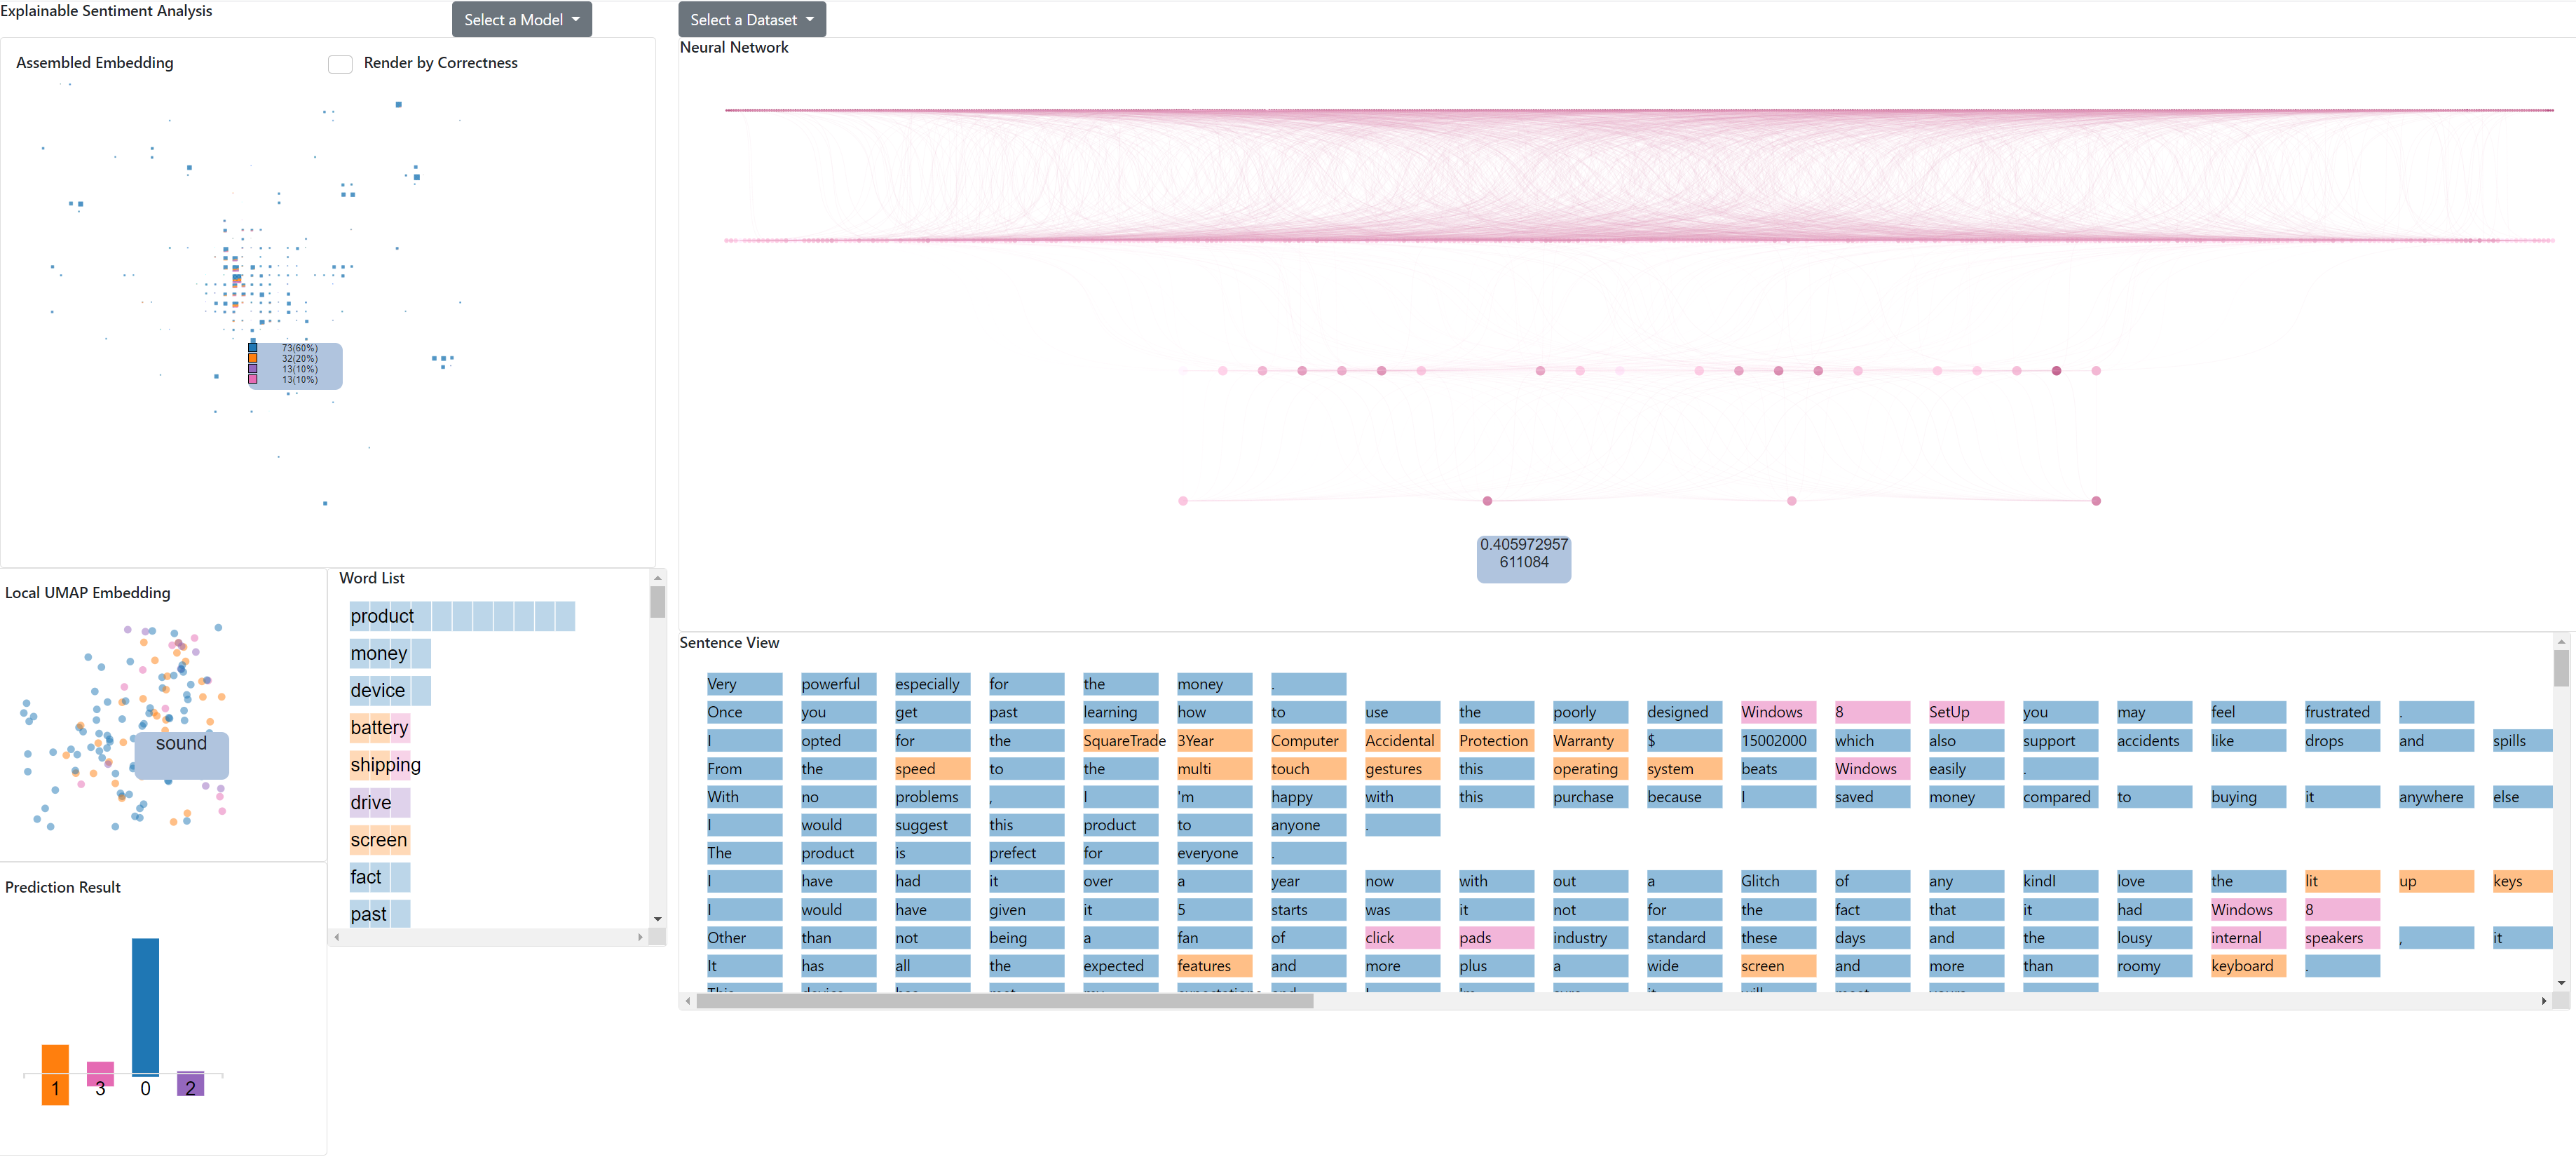 Explainable Sentiment Analysis
Select a Model
Select a Dataset
Assembled Embedding
Render by Correctness
73(60%)
32(20%)
13(10%)
13(10%)
Local UMAP Embedding
sound
Word List
product
money
device
battery
shipping
drive
screen
fact
past
Prediction Result
1 3 0 2
Neural Network
0.405972957
611084
Sentence View
Very powerful especially for the money .
Once you get past learning how to use the poorly designed Windows 8 SetUp you may feel frustrated .
I opted for the SquareTrade 3Year Computer Accidental Protection Warranty $ 15002000 which also support accidents like drops and spills
From the speed to the multi touch gestures this operating system beats Windows easily .
With no problems , I 'm happy with this purchase because I saved money compared to buying it anywhere else
I would suggest this product to anyone .
The product is prefect for everyone .
I have had it over a year now with out a Glitch of any kindI love the lit up keys
I would have given it 5 starts was it not for the fact that it had Windows 8
Other than not being a fan of click pads industry standard these days and the lousy internal speakers , it
It has all the expected features and more plus a wide screen and more than roomy keyboard .